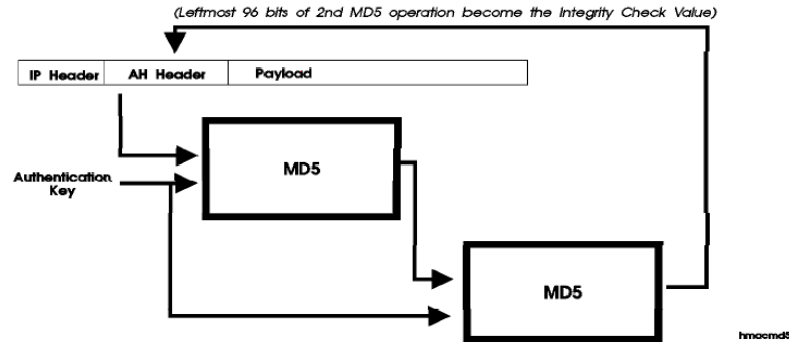 (Leftmost 96 bits of 2nd MD5 operation become the Integrity Check Value)
IP Header AH Header Payload
MD5
Authentication
Key
MD5
hmacmd5